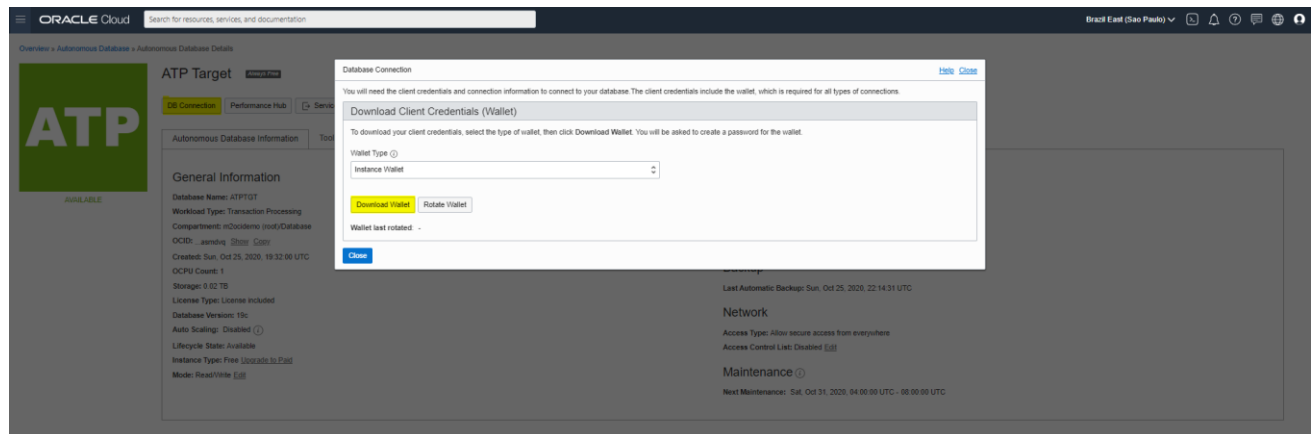 ORACLE Cloud
Search for resources, services, and documentation
Brazil East (Sao Paulo)
Overview » Autonomous Database » Autonomous Database Details
ATP
AVAILABLE
ATP Target Always Free
DB Connection Performance Hub Servic
Autonomous Database Information Tool
General Information
Database Name: ATPTGT
Workload Type: Transaction Processing
Compartment: m2ocidemo (root)/Database
OCID: Show Copy
Created: Sun, Oct 25, 2020, 19:32:00 UTC
OCPU Count: 1
Storage: 0.02 TB
License Type: License included
Database Version: 19c
Auto Scaling: Disabled
Lifecycle State: Available
Instance Type: Free Upgrade to Paid
Mode: Read/Write Edit
Database Connection
Help Close
You will need the client credentials and connection information to connect to your database.The client credentials include the wallet, which is required for all types of connections.
Download Client Credentials (Wallet)
To download your client credentials, select the type of wallet, then click Download Wallet. You will be asked to create a password for the wallet.
Wallet Type
Instance Wallet
Download Wallet Rotate Wallet
Wallet last rotated: -
Close
Backup
Last Automatic Backup: Sun, Oct 25, 2020, 22:14:31 UTC
Network
Access Type: Allow secure access from everywhere
Access Control List: Disabled Edit
Maintenance
Next Maintenance: Sat, Oct 31, 2020, 04:00:00 UTC - 08:00:00 UTC